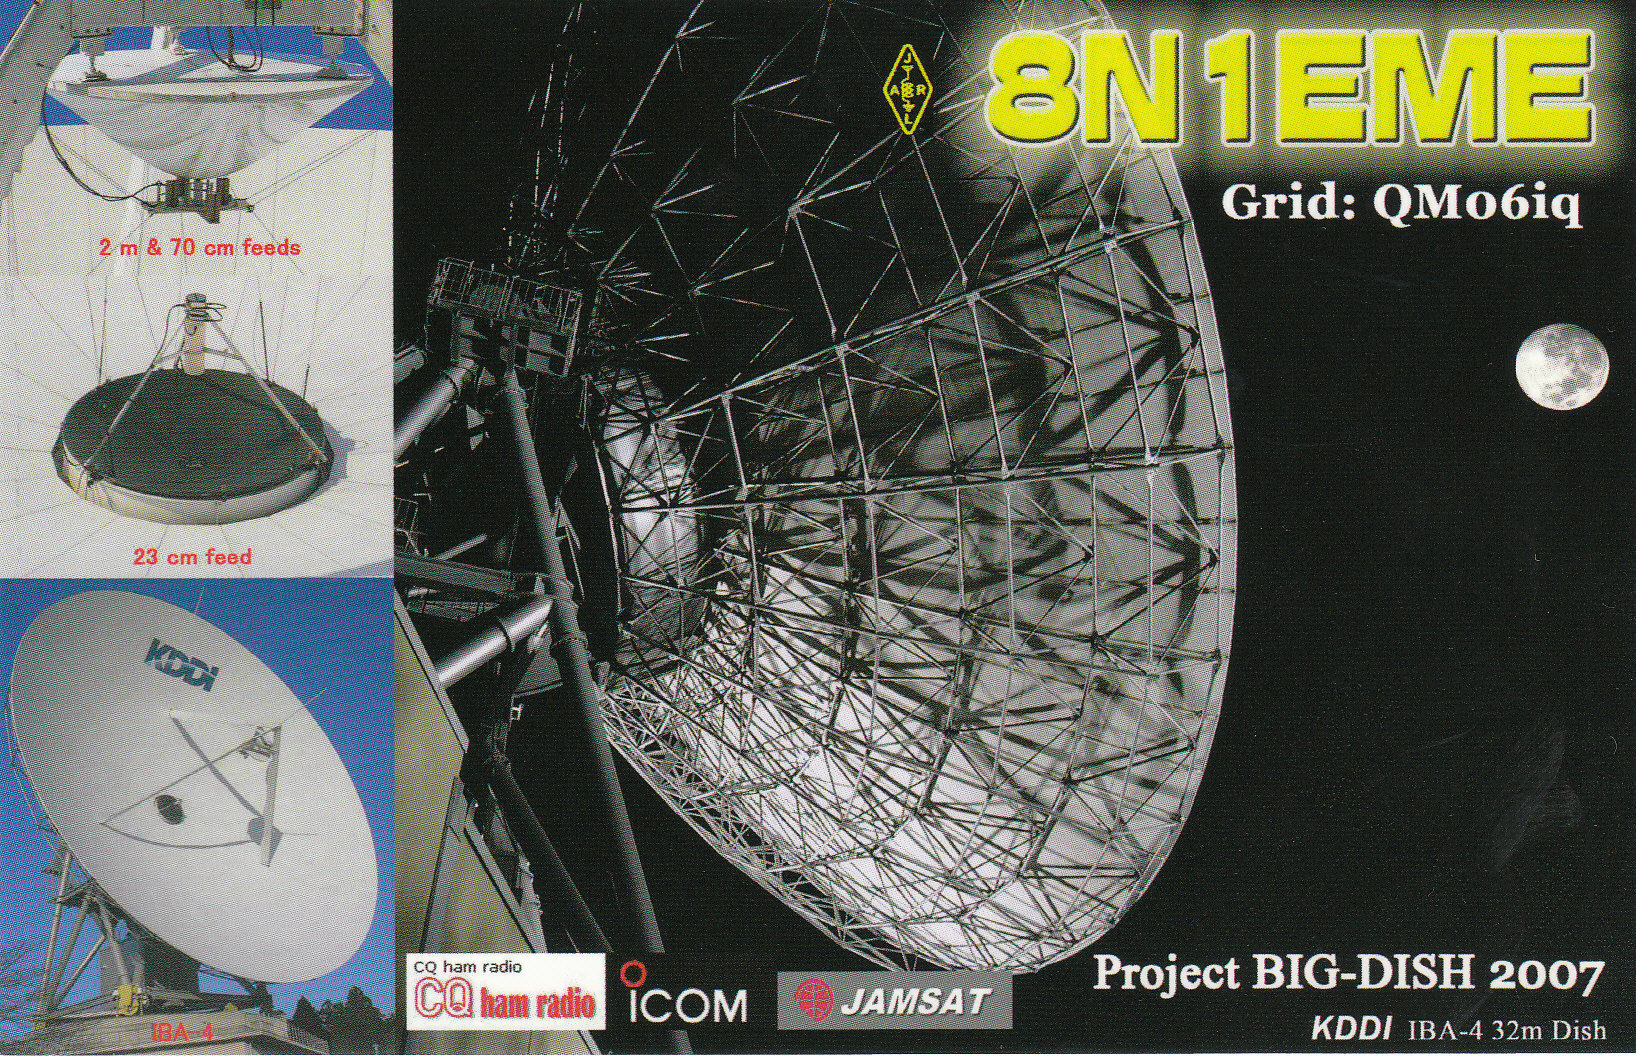 8N1EME
Grid: QM06iq
JARL
2 m & 70 cm feeds
23 cm feed
KDDI
IBA-4
CQ ham radio
CQ ham radio
ICOM
JAMSAT
Project BIG-DISH 2007
KDDI IBA-4 32m Dish